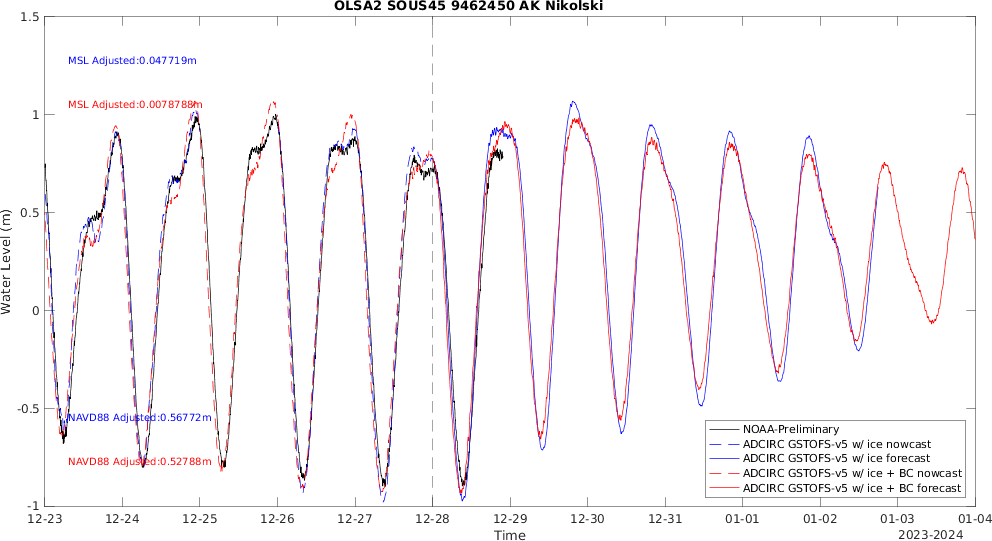 OLSA2 SOUS45 9462450 AK Nikolski
1.5
MSL Adjusted:0.047719m
MSL Adjusted:0.0078788m
1
0.5
Water Level (m)
0
-0.5
NAVD88 Adjusted:0.56772m
NAVD88 Adjusted:0.52788m
NOAA-Preliminary
ADCIRC GSTOFS-v5 w/ ice nowcast
ADCIRC GSTOFS-v5 w/ ice forecast
ADCIRC GSTOFS-v5 w/ ice + BC nowcast
ADCIRC GSTOFS-v5 w/ ice + BC forecast
-1
12-23 12-24 12-25 12-26 12-27 12-28 12-29 12-30 12-31 01-01 01-02 01-03 01-04
Time
2023-2024